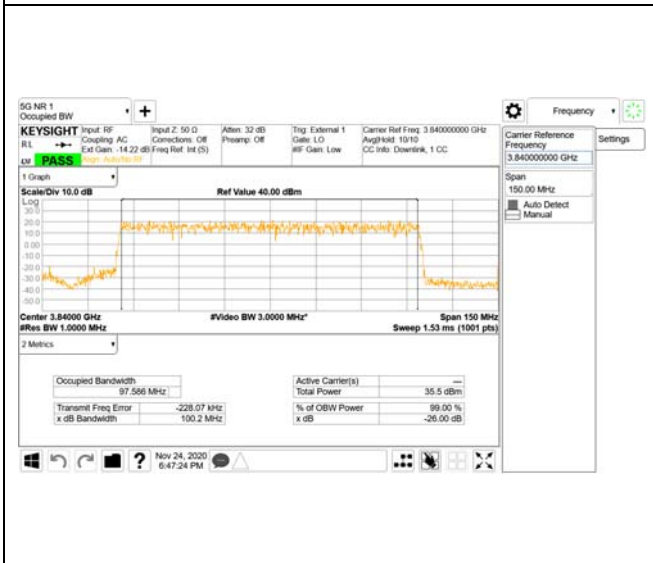 5G NR 1
Occupied BW
+
Frequency
KEYSIGHT Input: RF Input Z: 50 Ω Atten: 32 dB Trig: External 1 Carrier Ref Freq: 3.840000000 GHz
RL Coupling: AC Corrections: Off Preamp: Off Gate: LO Avg|Hold: 10/10
Ext Gain: -14.22 dB Freq Ref: Int (S) #IF Gain: Low CC Info: Downlink, 1 CC
PASS Align: Auto/No RF
Carrier Reference
Frequency
3.840000000 GHz
Settings
Span
150.00 MHz
Auto Detect
Manual
1 Graph
Scale/Div 10.0 dB Ref Value 40.00 dBm
Log
30.0
20.0
10.0
0.00
-10.0
-20.0
-30.0
-40.0
-50.0
Center 3.84000 GHz #Video BW 3.0000 MHz* Span 150 MHz
#Res BW 1.0000 MHz Sweep 1.53 ms (1001 pts)
2 Metrics
Occupied Bandwidth Active Carrier(s) ---
97.586 MHz Total Power 35.5 dBm
Transmit Freq Error -228.07 kHz % of OBW Power 99.00 %
x dB Bandwidth 100.2 MHz x dB -26.00 dB
? Nov 24, 2020
6:47:24 PM